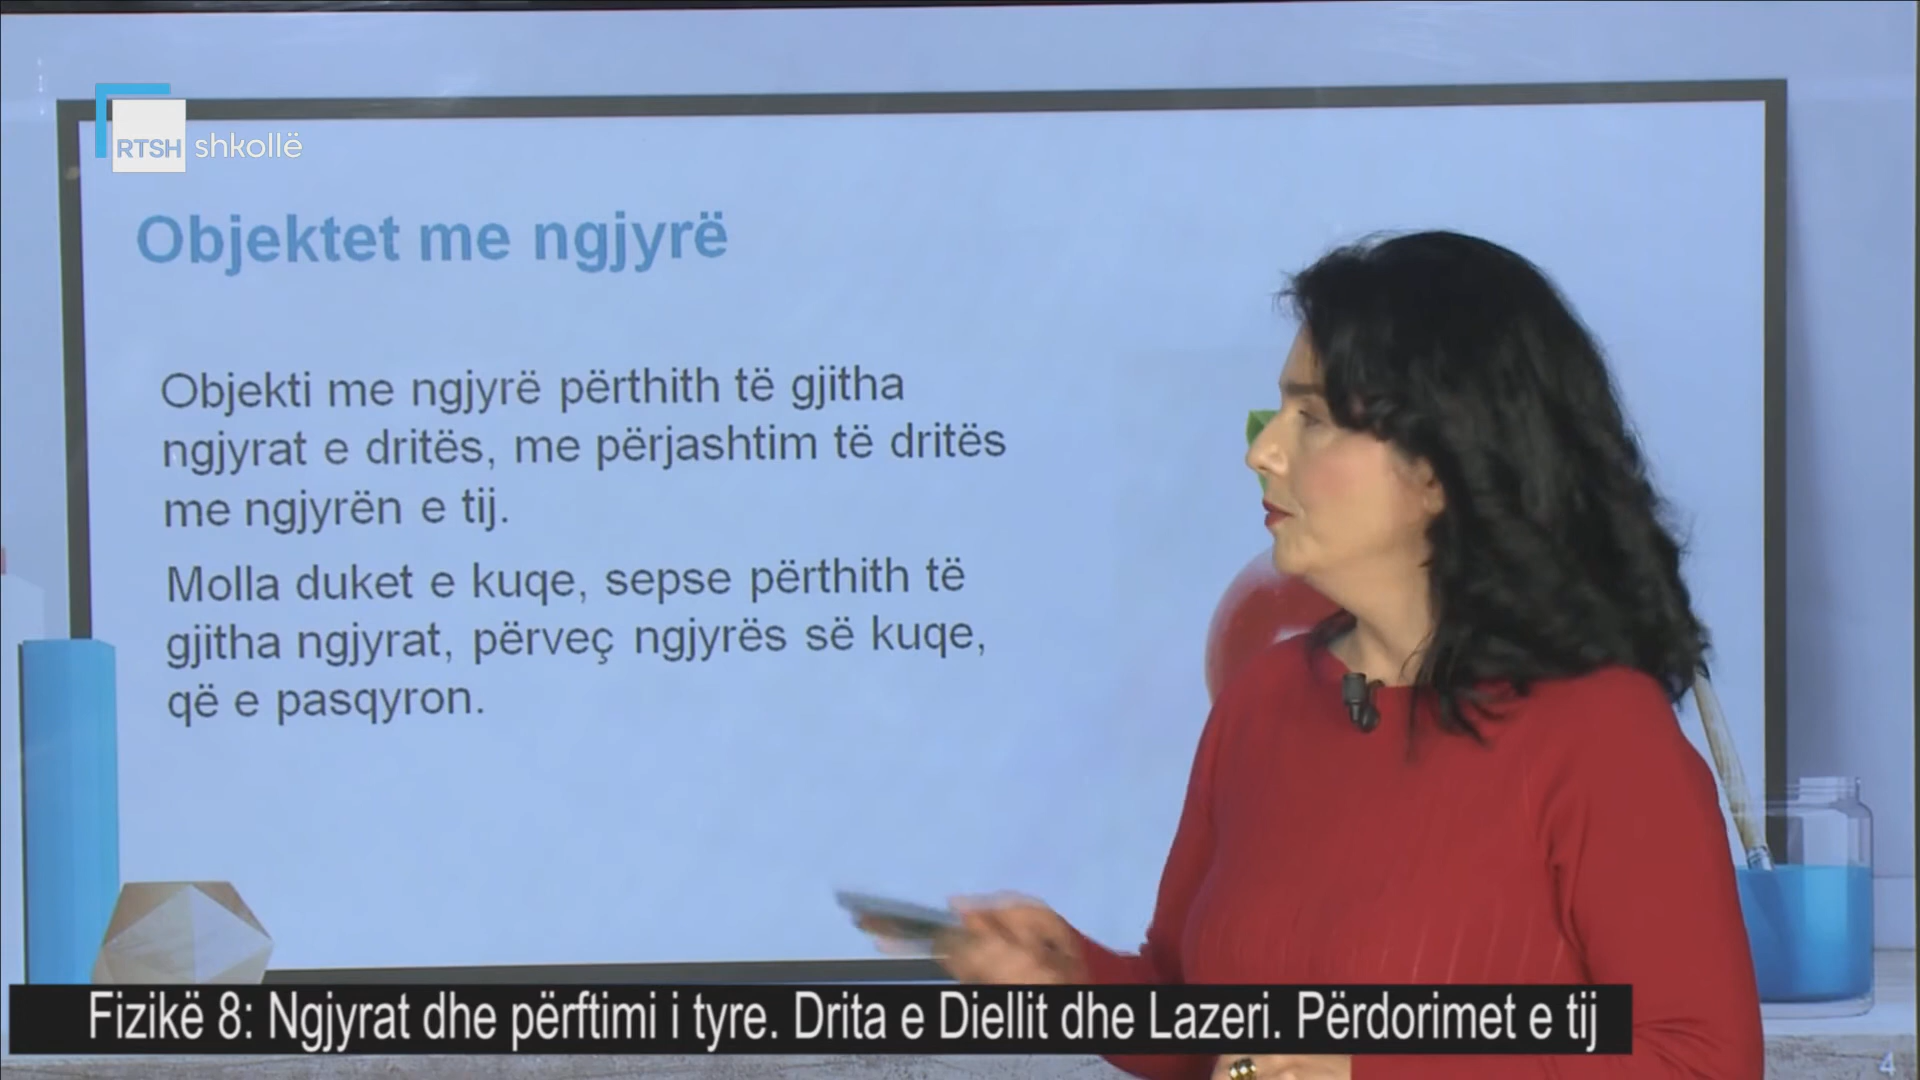 RTSH shkollë
Objektet me ngjyrë
Objekti me ngjyrë përthith të gjitha
ngjyrat e dritës, me përjashtim të dritës
me ngjyrën e tij.
Molla duket e kuqe, sepse përthith të
gjitha ngjyrat, përveç ngjyrës së kuqe,
që e pasqyron.
Fizikë 8: Ngjyrat dhe përftimi i tyre. Drita e Diellit dhe Lazeri. Përdorimet e tij
4